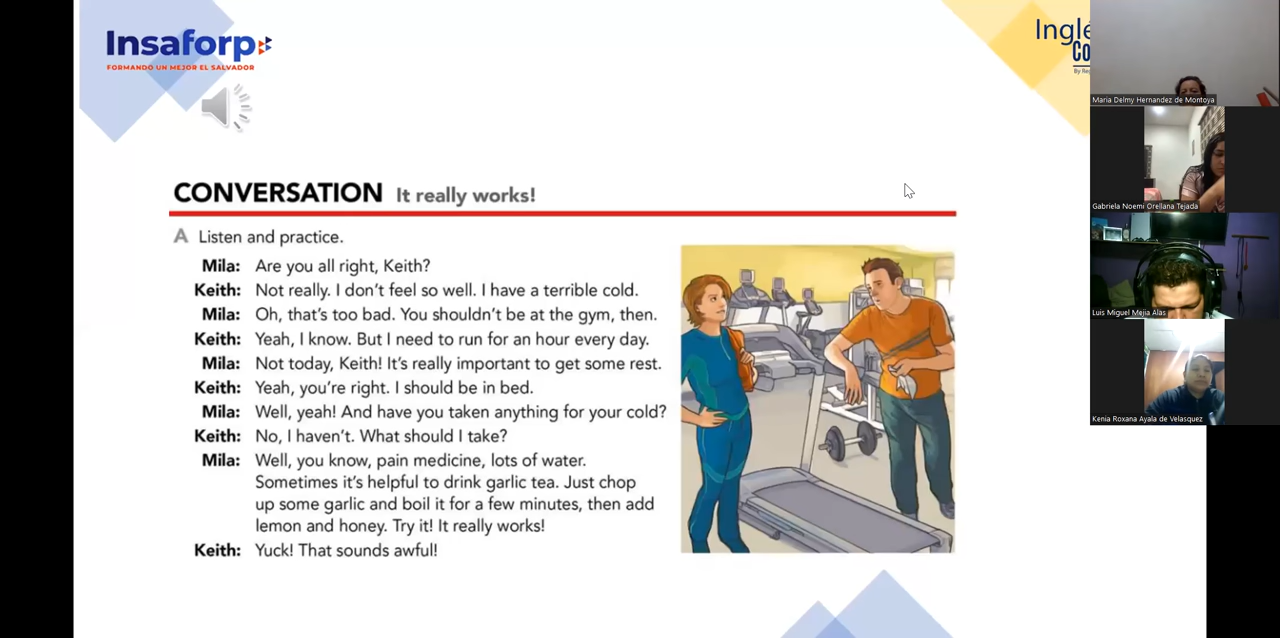 Insaforp
FORMANDO UN MEJOR EL SALVADOR
CONVERSATION It really works!
A Listen and practice.
Mila: Are you all right, Keith?
Keith: Not really. I don't feel so well. I have a terrible cold.
Mila: Oh, that's too bad. You shouldn't be at the gym, then.
Keith: Yeah, I know. But I need to run for an hour every day.
Mila: Not today, Keith! It's really important to get some rest.
Keith: Yeah, you're right. I should be in bed.
Mila: Well, yeah! And have you taken anything for your cold?
Keith: No, I haven't. What should I take?
Mila: Well, you know, pain medicine, lots of water.
Sometimes it's helpful to drink garlic tea. Just chop
up some garlic and boil it for a few minutes, then add
lemon and honey. Try it! It really works!
Keith: Yuck! That sounds awful!
Maria Delmy Hernandez de Montoya
Gabriela Noemi Orellana Tejada
Luis Miguel Mejia Alas
Kenia Roxana Ayala de Velasquez